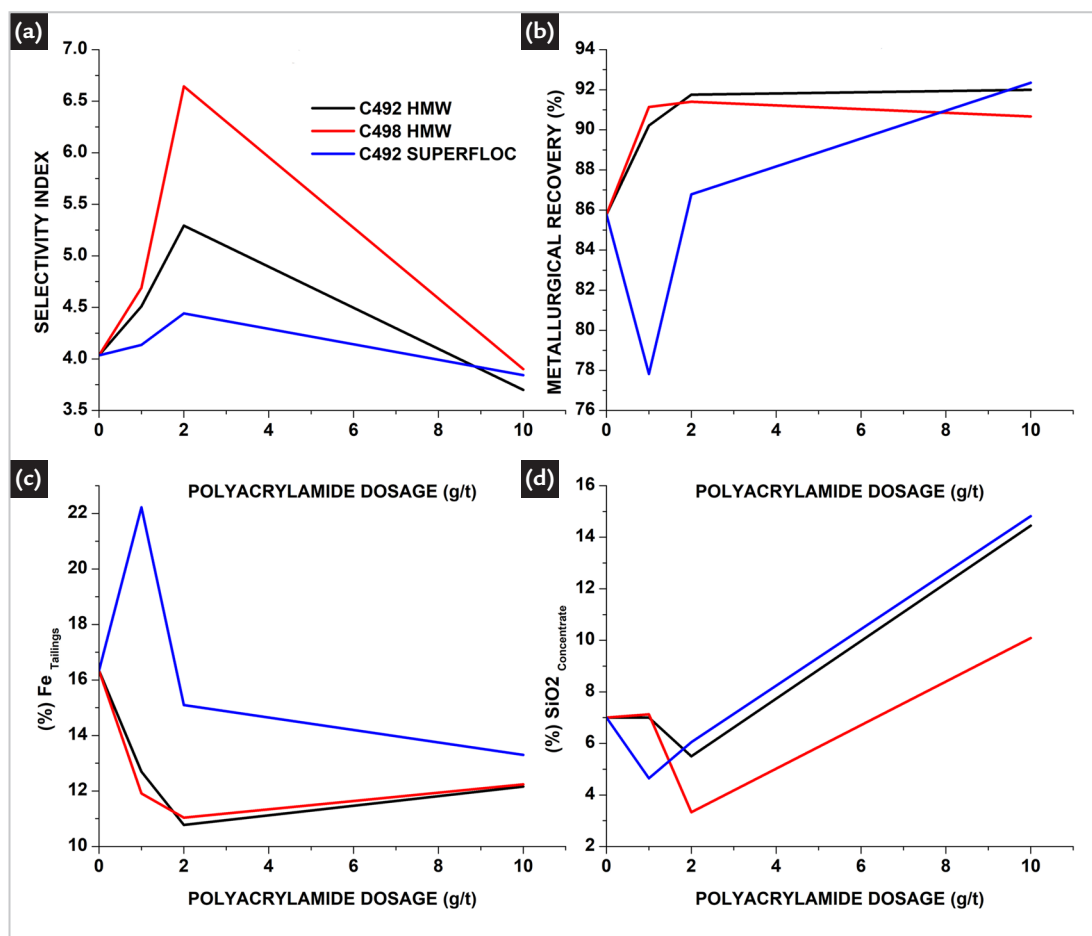 (a)
7.0
6.5
6.0
5.5
5.0
4.5
4.0
3.5
SELECTIVITY INDEX
C492 HMW
C498 HMW
C492 SUPERFLOC
0 2 4 6 8 10
POLYACRYLAMIDE DOSAGE (g/t)
(b)
94
92
90
88
86
84
82
80
78
76
METALLURGICAL RECOVERY (%)
0 2 4 6 8 10
POLYACRYLAMIDE DOSAGE (g/t)
(c)
22
20
18
16
14
12
10
(%) Fe Tailings
0 2 4 6 8 10
POLYACRYLAMIDE DOSAGE (g/t)
(d)
16
14
12
10
8
6
4
2
(%) SiO2 Concentrate
0 2 4 6 8 10
POLYACRYLAMIDE DOSAGE (g/t)